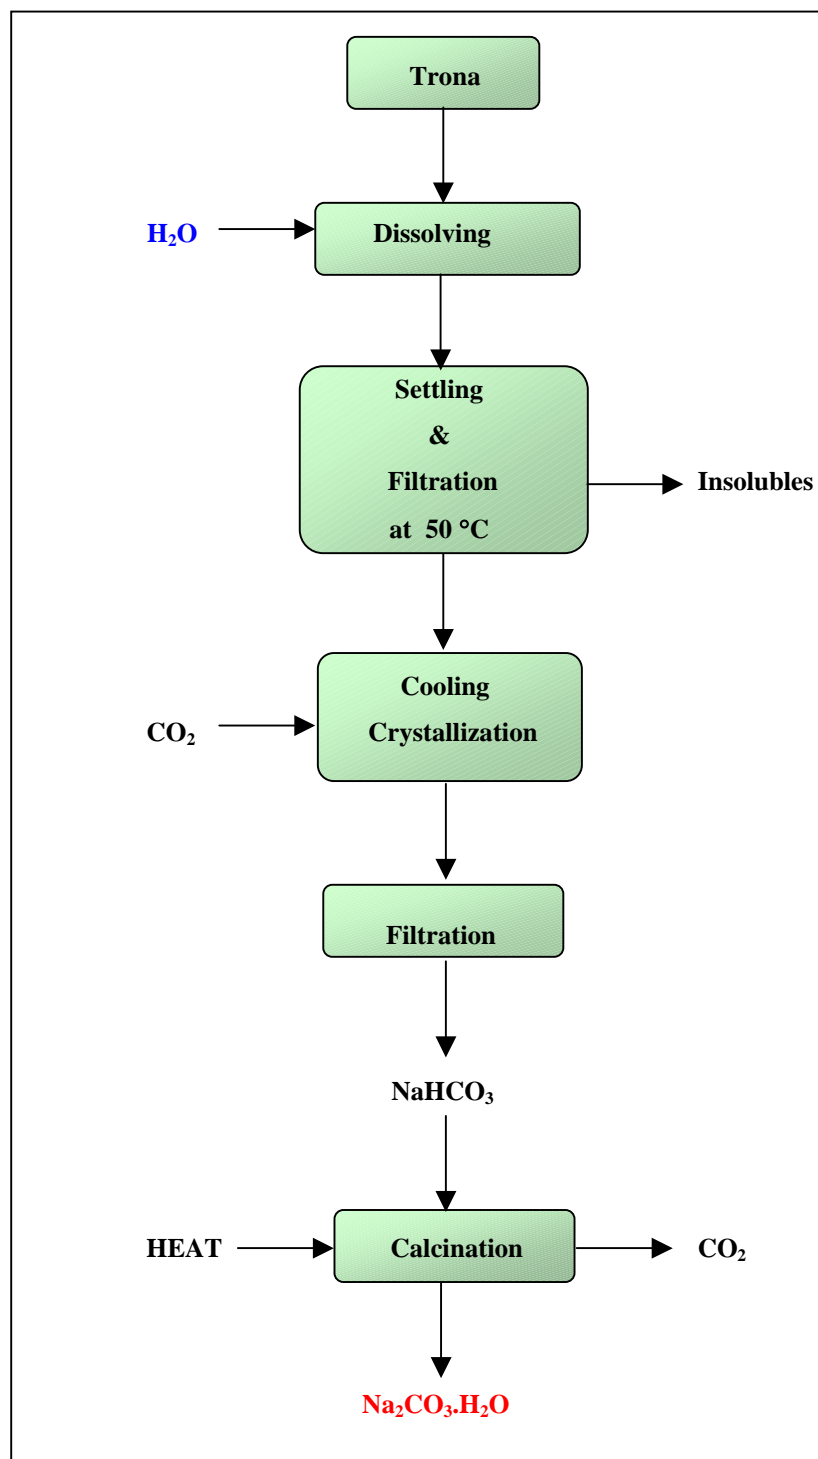 Trona
H₂O
Dissolving
Settling
&
Filtration
at 50 °C
Insolubles
Cooling
Crystallization
CO₂
Filtration
NaHCO₃
HEAT
Calcination
CO₂
Na₂CO₃.H₂O